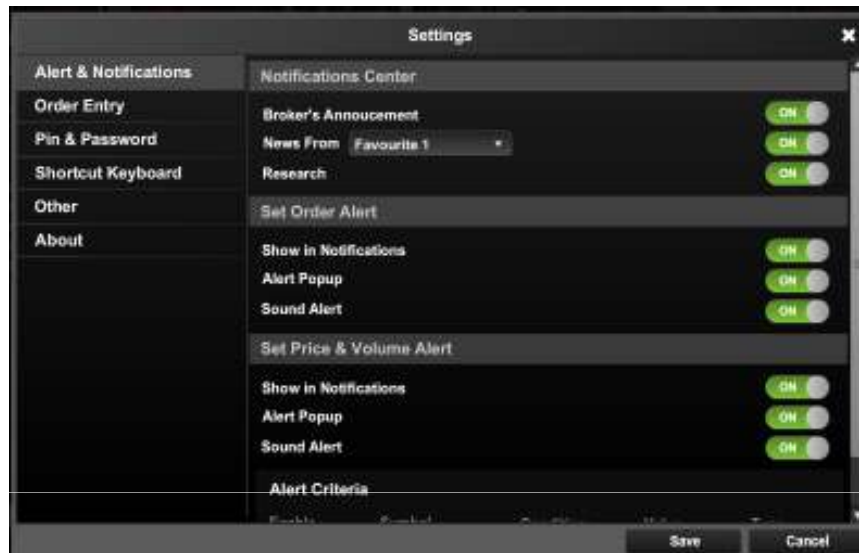 Settings
Alert & Notifications
Order Entry
Pin & Password
Shortcut Keyboard
Other
About
Notifications Center
Broker's Annoucement ON
News From Favourite 1 ON
Research ON
Set Order Alert
Show in Notifications ON
Alert Popup ON
Sound Alert ON
Set Price & Volume Alert
Show in Notifications ON
Alert Popup ON
Sound Alert ON
Alert Criteria
Enable Symbol
Save Cancel